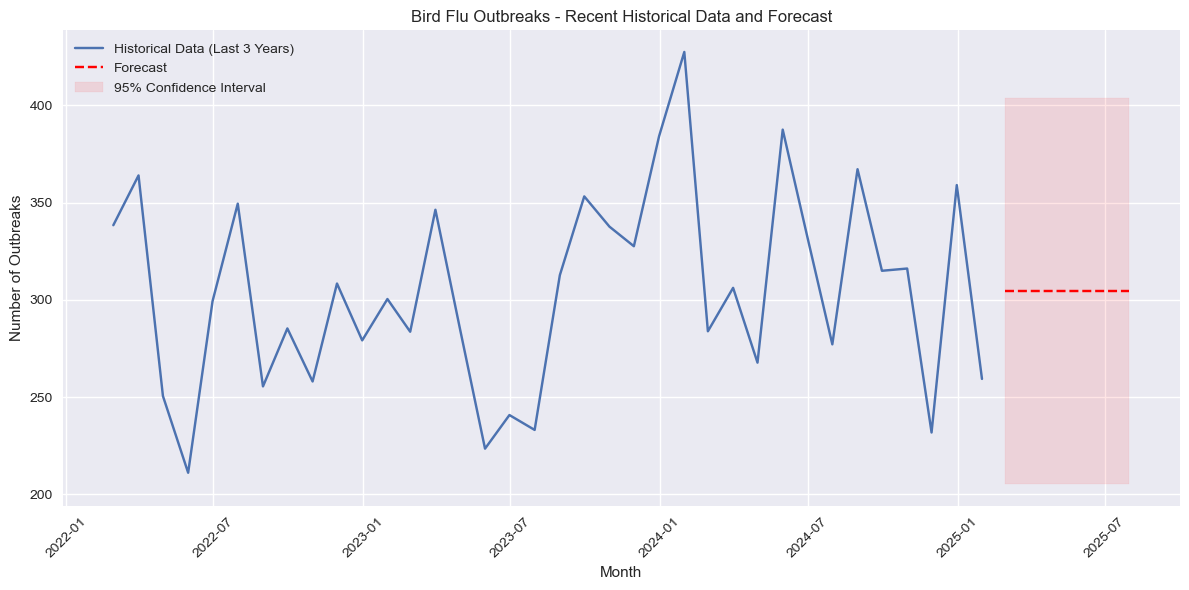 Bird Flu Outbreaks - Recent Historical Data and Forecast
Historical Data (Last 3 Years)
Forecast
95% Confidence Interval
Number of Outbreaks
400
350
300
250
200
2022-01
2022-07
2023-01
2023-07
2024-01
2024-07
2025-01
2025-07
Month